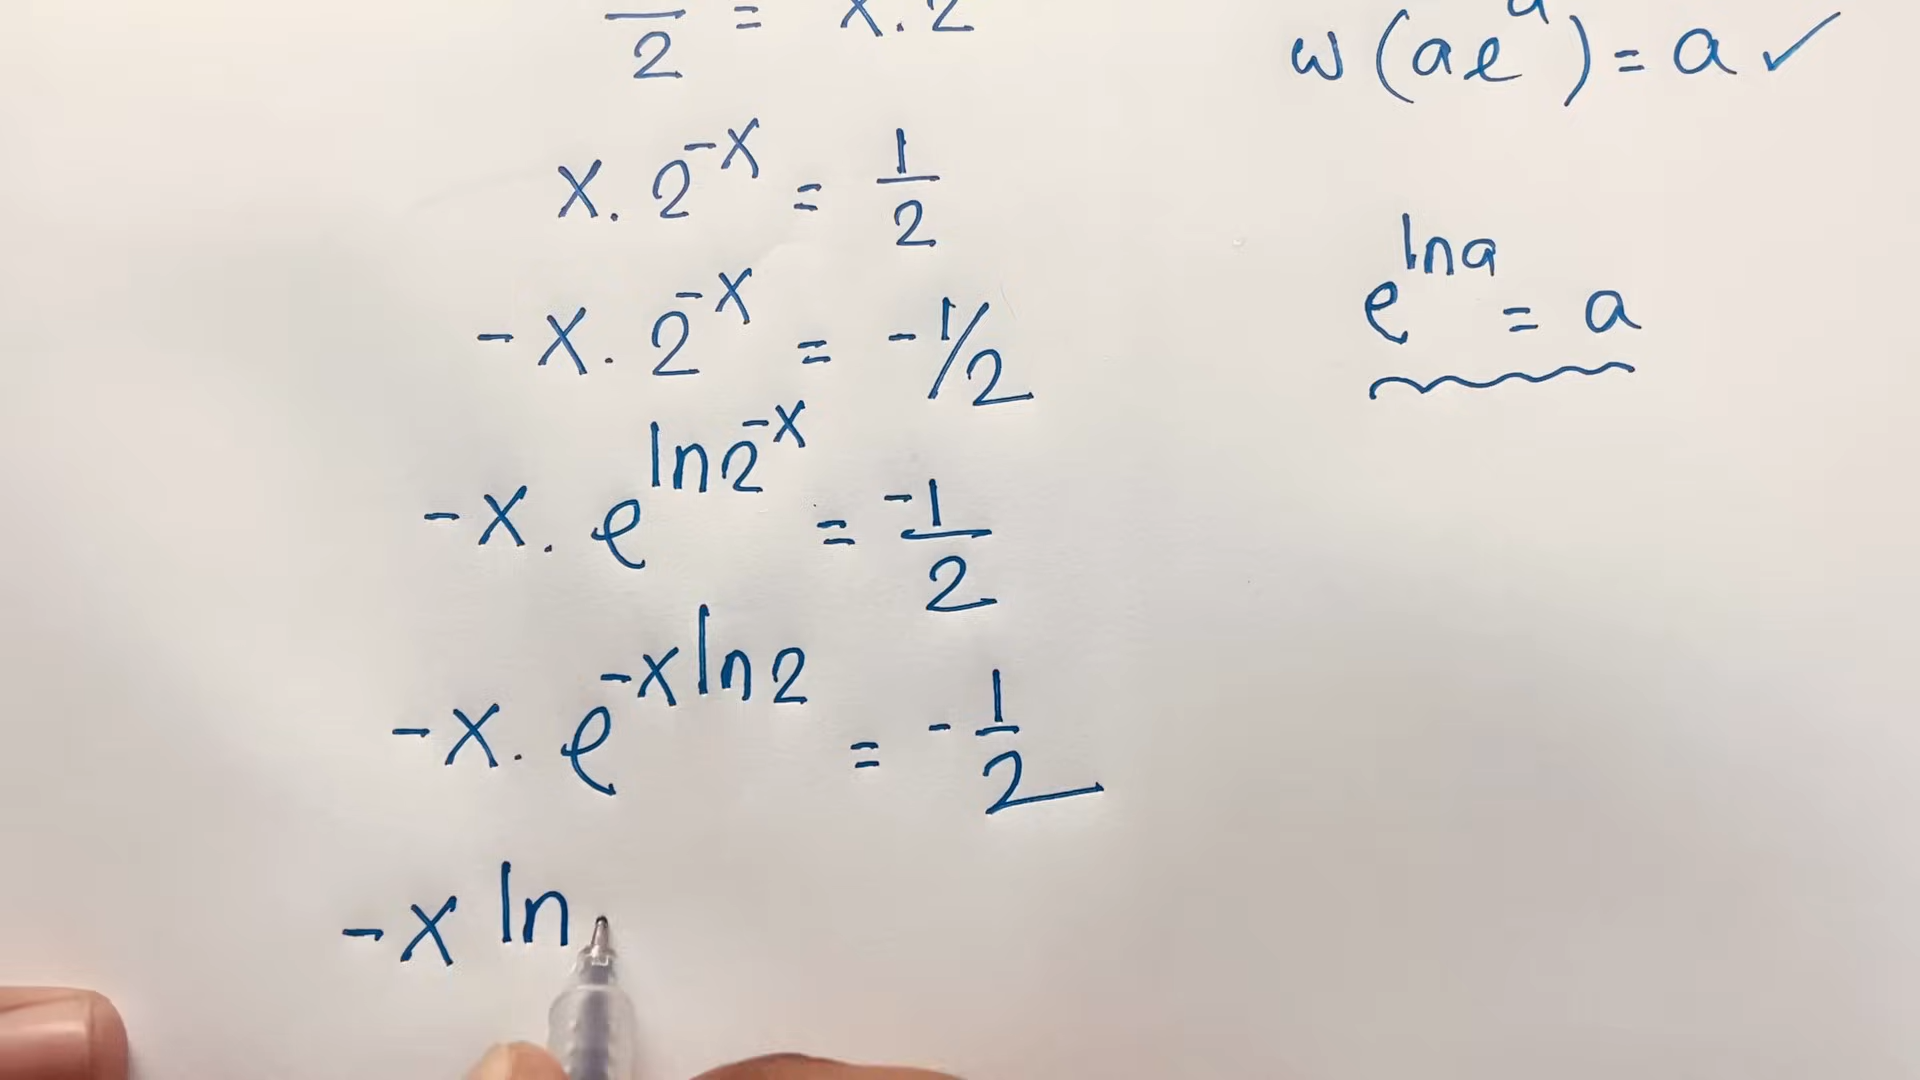 /2 = x . 2
x . 2^-x = 1/2
-x . 2^-x = -1/2
-x . e^ln2^-x = -1/2
-x . e^-x ln2 = -1/2
-x ln
w(ae^a) = a ✓
e^lna = a